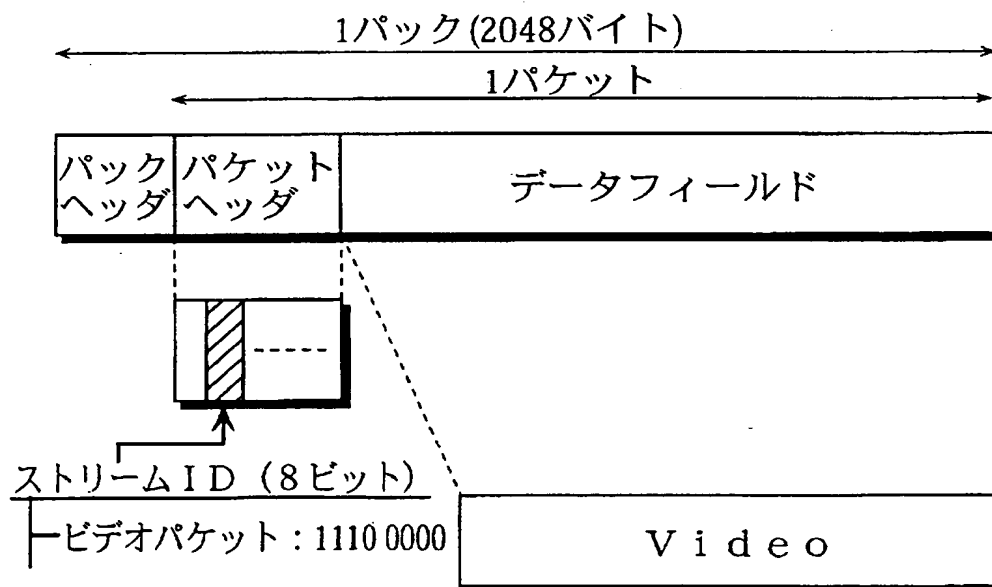 1パック(2048バイト)
1パケット
パック
ヘッダ
パケット
ヘッダ
データフィールド
ストリームＩＤ（8ビット）
ビデオパケット：1110 0000
Ｖｉｄｅｏ